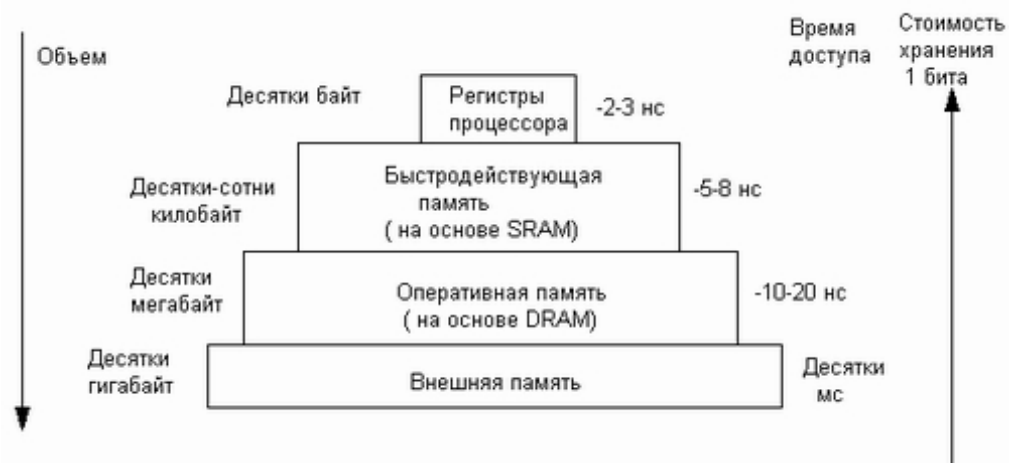 Объем
Время
доступа
Стоимость
хранения
1 бита
Десятки байт
Регистры
процессора
-2-3 нс
Десятки-сотни
килобайт
Быстродействующая
память
( на основе SRAM)
-5-8 нс
Десятки
мегабайт
Оперативная память
( на основе DRAM)
-10-20 нс
Десятки
гигабайт
Внешняя память
Десятки
мс